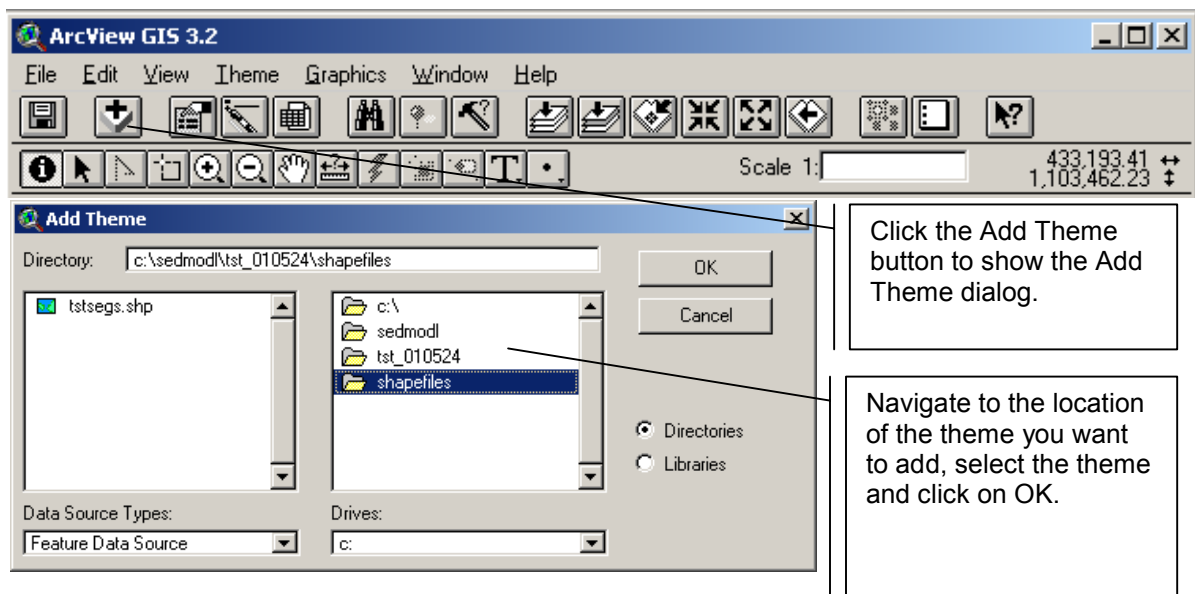 ArcView GIS 3.2
File Edit View Theme Graphics Window Help
Scale 1:
433,193.41
1,103,462.23
Add Theme
Directory: c:\sedmodl\tst_010524\shapefiles
OK
Cancel
tstsegs.shp
c:\
sedmodl
tst_010524
shapefiles
Directories
Libraries
Data Source Types:
Feature Data Source
Drives:
c:
Click the Add Theme
button to show the Add
Theme dialog.
Navigate to the location
of the theme you want
to add, select the theme
and click on OK.